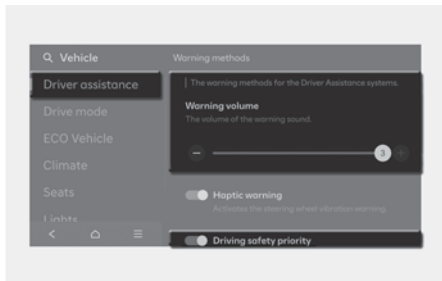 Vehicle
Warning methods
Driver assistance
The warning methods for the Driver Assistance systems.
Drive mode
Warning volume
The volume of the warning sound.
ECO Vehicle
3
Climate
Seats
Haptic warning
Activates the steering wheel vibration warning.
Lights
Driving safety priority